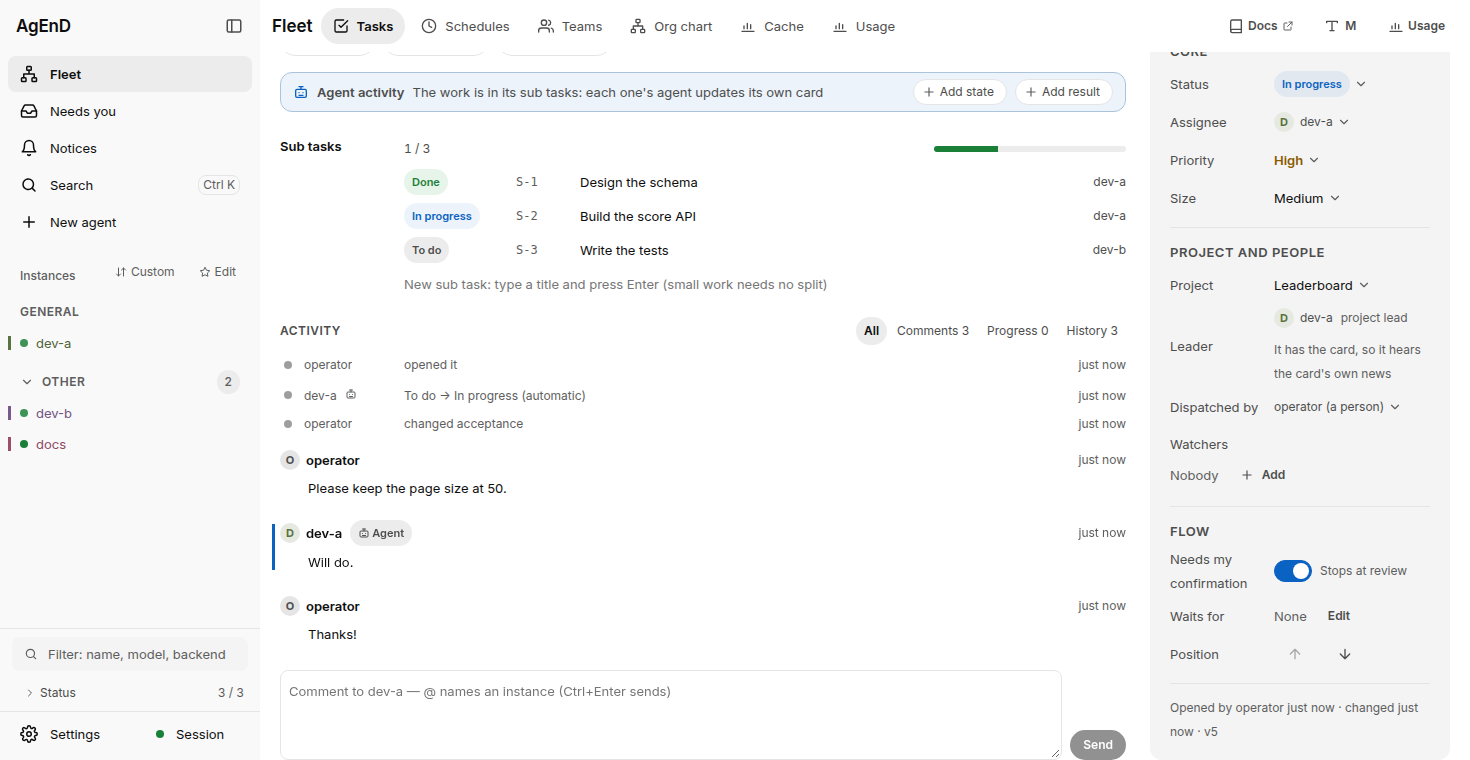 AgEnD
Fleet
Needs you
Notices
Search Ctrl K
New agent
Instances Custom Edit
GENERAL
dev-a
OTHER 2
dev-b
docs
Filter: name, model, backend
Status 3 / 3
Settings Session
Fleet Tasks Schedules Teams Org chart Cache Usage
Docs M Usage
Agent activity The work is in its sub tasks: each one's agent updates its own card Add state Add result
Sub tasks 1 / 3
Done S-1 Design the schema dev-a
In progress S-2 Build the score API dev-a
To do S-3 Write the tests dev-b
New sub task: type a title and press Enter (small work needs no split)
ACTIVITY All Comments 3 Progress 0 History 3
operator opened it just now
dev-a To do → In progress (automatic) just now
operator changed acceptance just now
O operator just now
Please keep the page size at 50.
D dev-a Agent just now
Will do.
O operator just now
Thanks!
Comment to dev-a — @ names an instance (Ctrl+Enter sends)
Send
CORE
Status In progress
Assignee D dev-a
Priority High
Size Medium
PROJECT AND PEOPLE
Project Leaderboard
D dev-a project lead
Leader
It has the card, so it hears
the card's own news
Dispatched by operator (a person)
Watchers
Nobody Add
FLOW
Needs my
confirmation
Stops at review
Waits for None Edit
Position
Opened by operator just now · changed just
now · v5